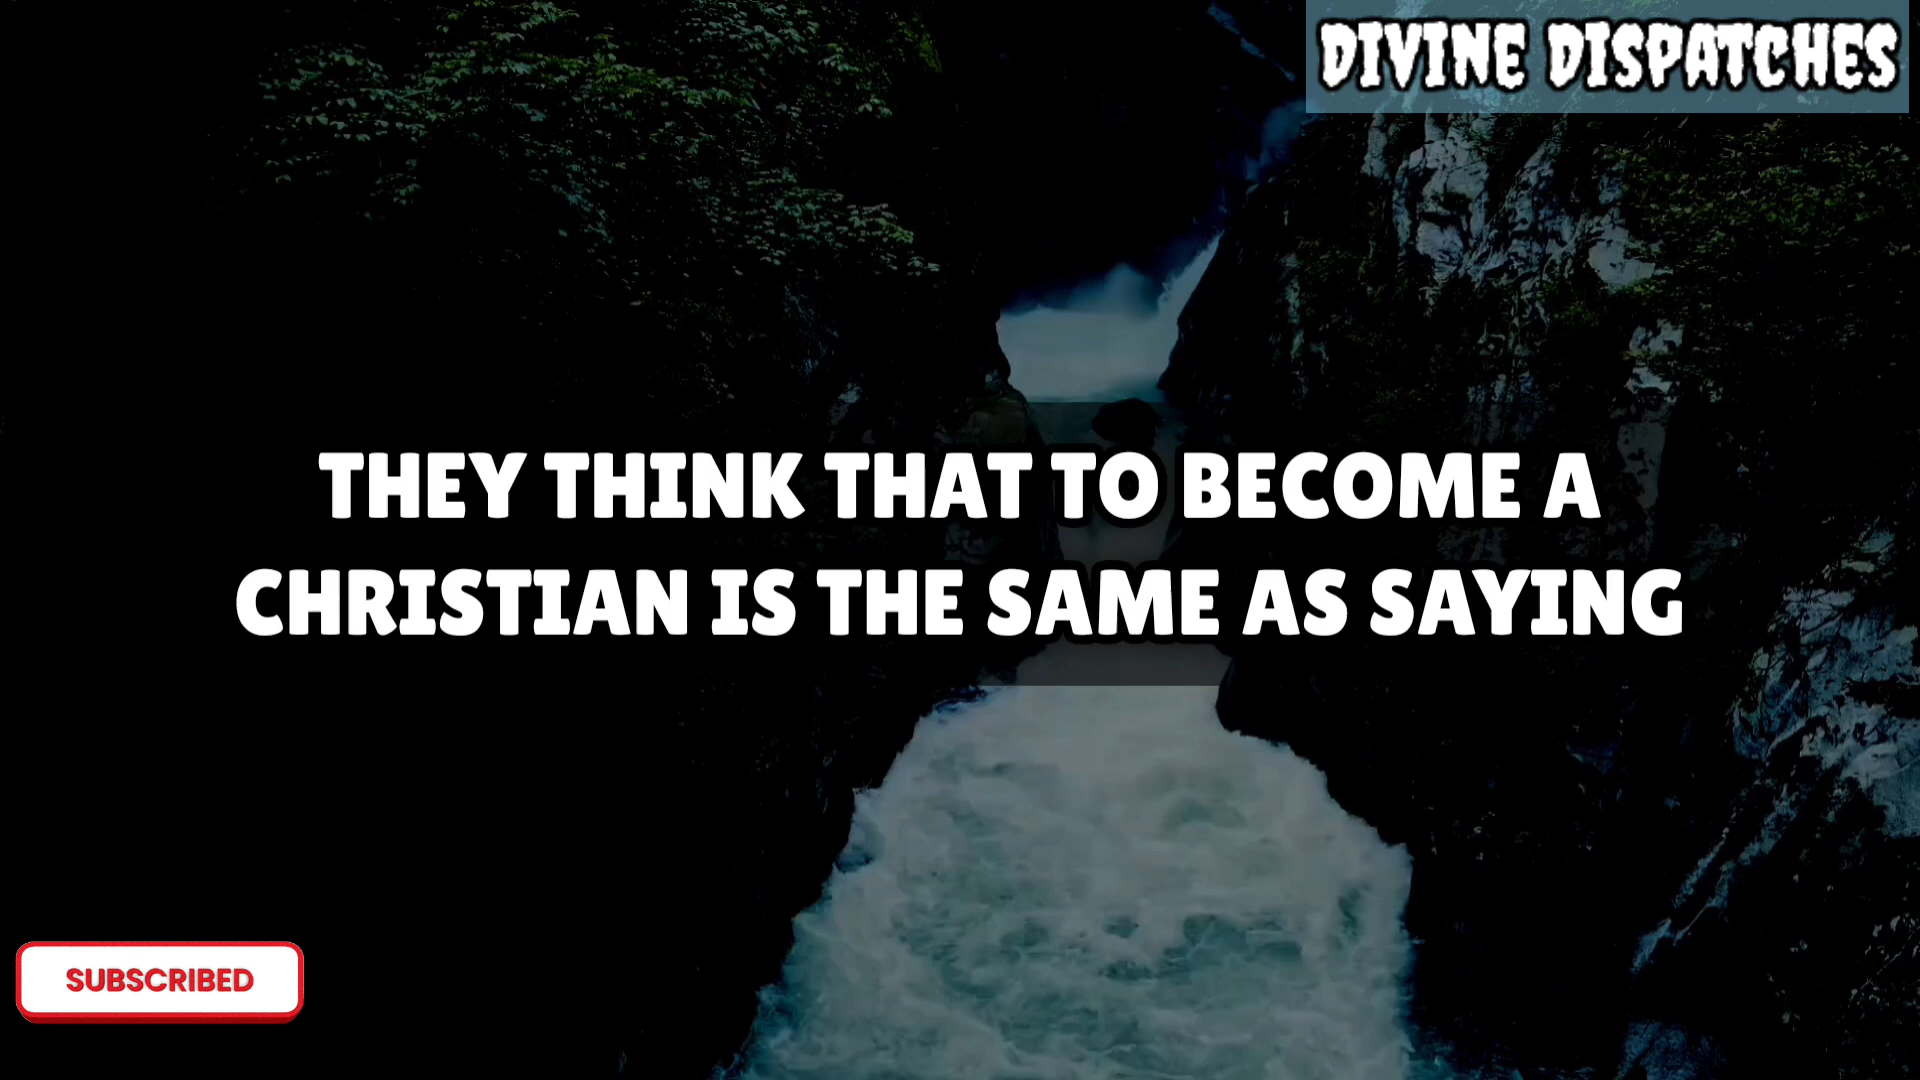 DIVINE DISPATCHES
THEY THINK THAT TO BECOME A
CHRISTIAN IS THE SAME AS SAYING
SUBSCRIBED